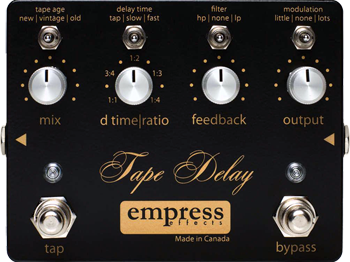 tape age
new | vintage | old
delay time
tap | slow | fast
filter
hp | none | lp
modulation
little | none | lots
1:2
3:4
1:3
1:1
1:4
mix
d time|ratio
feedback
output
Tape Delay
empress
effects
Made in Canada
tap
bypass